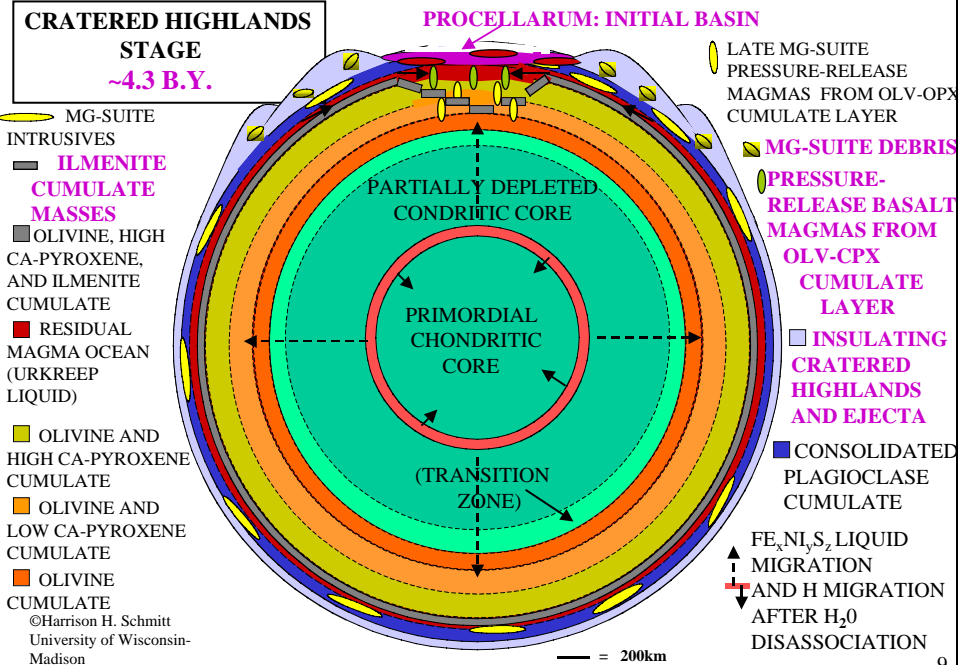 CRATERED HIGHLANDS
STAGE
~4.3 B.Y.
PROCELLARUM: INITIAL BASIN
MG-SUITE
INTRUSIVES
ILMENITE
CUMULATE
MASSES
OLIVINE, HIGH
CA-PYROXENE,
AND ILMENITE
CUMULATE
RESIDUAL
MAGMA OCEAN
(URKREEP
LIQUID)
OLIVINE AND
HIGH CA-PYROXENE
CUMULATE
OLIVINE AND
LOW CA-PYROXENE
CUMULATE
OLIVINE
CUMULATE
©Harrison H. Schmitt
University of Wisconsin-
Madison
PARTIALLY DEPLETED
CONDRITIC CORE
PRIMORDIAL
CHONDRITIC
CORE
(TRANSITION
ZONE)
LATE MG-SUITE
PRESSURE-RELEASE
MAGMAS FROM OLV-OPX
CUMULATE LAYER
MG-SUITE DEBRIS
PRESSURE-
RELEASE BASALT
MAGMAS FROM
OLV-CPX
CUMULATE
LAYER
INSULATING
CRATERED
HIGHLANDS
AND EJECTA
CONSOLIDATED
PLAGIOCLASE
CUMULATE
FExNIySz LIQUID
MIGRATION
AND H MIGRATION
AFTER H20
DISASSOCIATION
= 200km
9